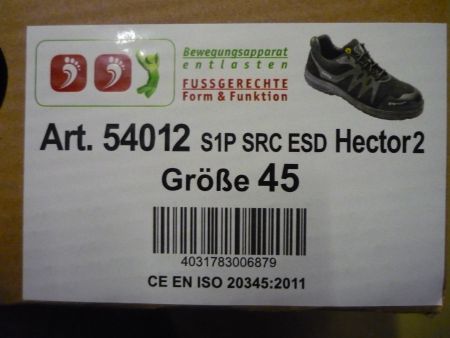 Bewegungsapparat
entlasten
FUSSGERECHTE
Form & Funktion
Art. 54012 S1P SRC ESD Hector2
Größe 45
4031783006879
CE EN ISO 20345:2011